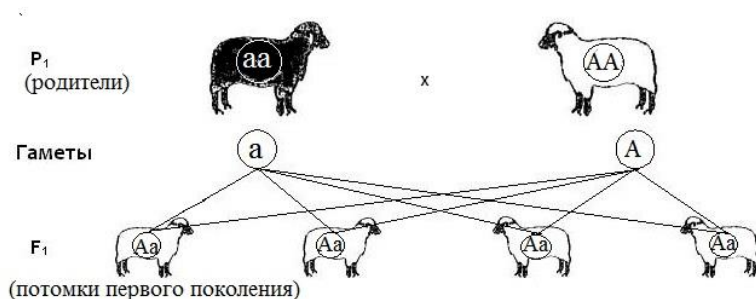 P₁ aa x AA
(родители)
Гаметы a A
F₁ Aa Aa Aa Aa
(потомки первого поколения)